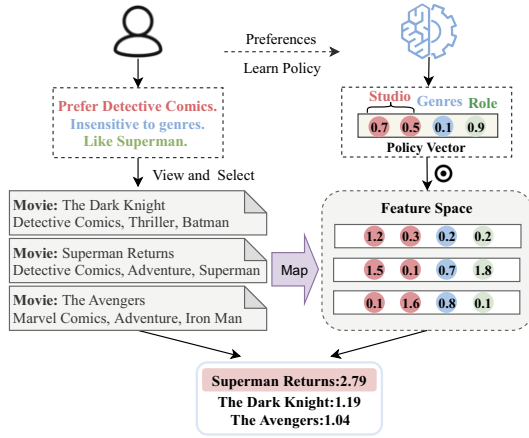 Preferences
Learn Policy
Prefer Detective Comics.
Insensitive to genres.
Like Superman.
Studio Genres Role
0.7 0.5 0.1 0.9
Policy Vector
View and Select
Movie: The Dark Knight
Detective Comics, Thriller, Batman
Movie: Superman Returns
Detective Comics, Adventure, Superman
Movie: The Avengers
Marvel Comics, Adventure, Iron Man
Map
Feature Space
1.2 0.3 0.2 0.2
1.5 0.1 0.7 1.8
0.1 1.6 0.8 0.1
Superman Returns:2.79
The Dark Knight:1.19
The Avengers:1.04